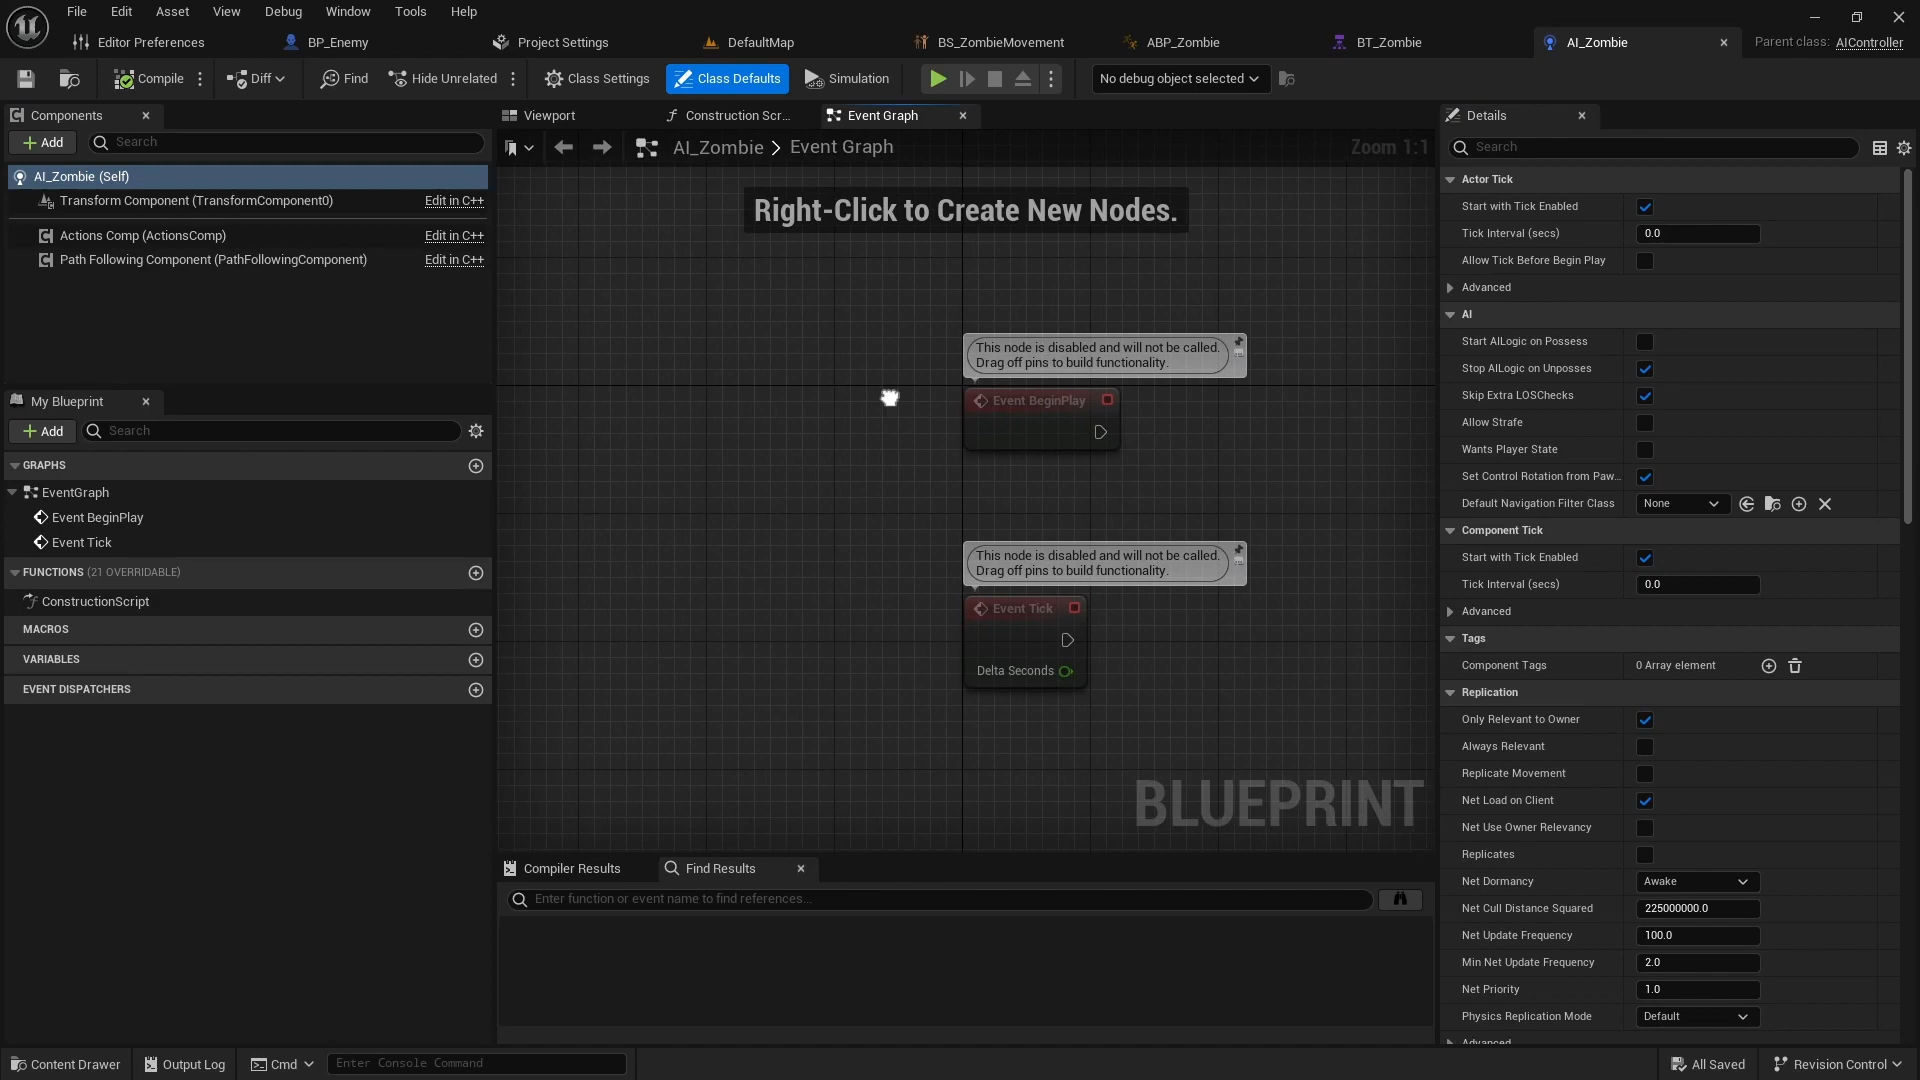 File Edit Asset View Debug Window Tools Help
Editor Preferences BP_Enemy Project Settings DefaultMap BS_ZombieMovement ABP_Zombie BT_Zombie AI_Zombie Parent class: AIController
Compile Diff Find Hide Unrelated Class Settings Class Defaults Simulation No debug object selected
Components
Add Search
AI_Zombie (Self)
Transform Component (TransformComponent0) Edit in C++
Actions Comp (ActionsComp) Edit in C++
Path Following Component (PathFollowingComponent) Edit in C++
My Blueprint
Add Search
GRAPHS
EventGraph
Event BeginPlay
Event Tick
FUNCTIONS (21 OVERRIDABLE)
ConstructionScript
MACROS
VARIABLES
EVENT DISPATCHERS
Viewport Construction Scr... Event Graph
AI_Zombie > Event Graph Zoom 1:1
Right-Click to Create New Nodes.
This node is disabled and will not be called.
Drag off pins to build functionality.
Event BeginPlay
This node is disabled and will not be called.
Drag off pins to build functionality.
Event Tick
Delta Seconds
BLUEPRINT
Compiler Results Find Results
Enter function or event name to find references...
Details
Search
Actor Tick
Start with Tick Enabled
Tick Interval (secs) 0.0
Allow Tick Before Begin Play
Advanced
AI
Start AILogic on Possess
Stop AILogic on Unposses
Skip Extra LOSChecks
Allow Strafe
Wants Player State
Set Control Rotation from Paw...
Default Navigation Filter Class None
Component Tick
Start with Tick Enabled
Tick Interval (secs) 0.0
Advanced
Tags
Component Tags 0 Array element
Replication
Only Relevant to Owner
Always Relevant
Replicate Movement
Net Load on Client
Net Use Owner Relevancy
Replicates
Net Dormancy Awake
Net Cull Distance Squared 225000000.0
Net Update Frequency 100.0
Min Net Update Frequency 2.0
Net Priority 1.0
Physics Replication Mode Default
Advanced
Content Drawer Output Log Cmd Enter Console Command All Saved Revision Control